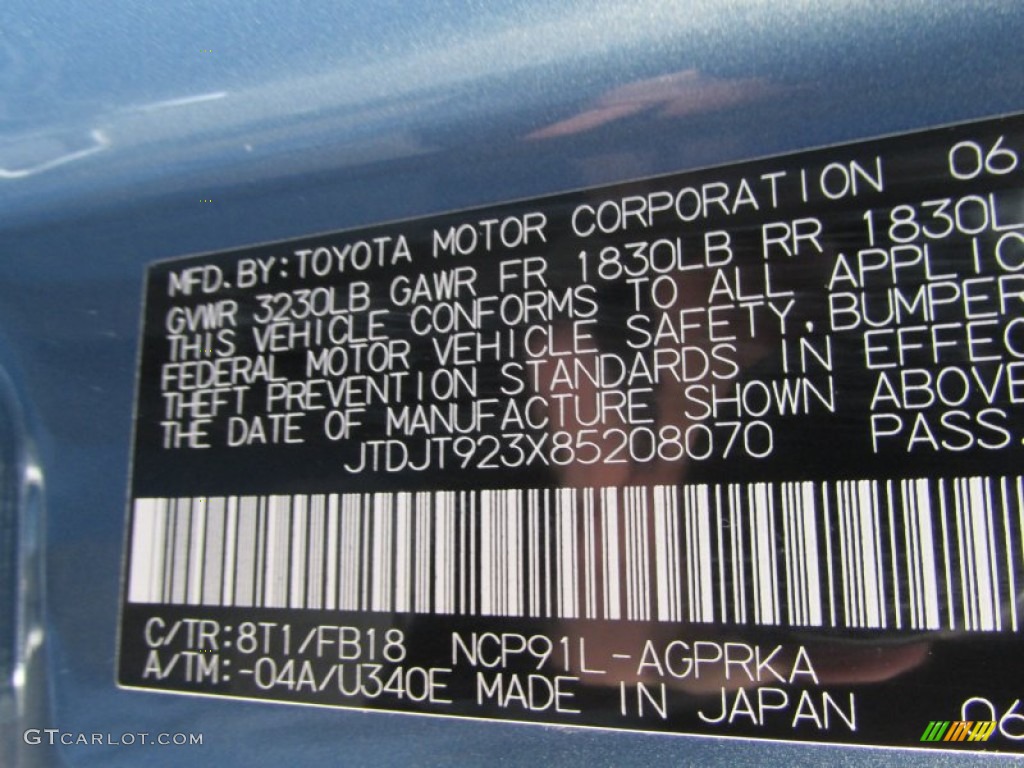 MFD.BY:TOYOTA MOTOR CORPORATION 06
GVWR 3230LB GAWR FR 1830LB RR 1830L
THIS VEHICLE CONFORMS TO ALL APPLIC
FEDERAL MOTOR VEHICLE SAFETY, BUMPER
THEFT PREVENTION STANDARDS IN EFFEC
THE DATE OF MANUFACTURE SHOWN ABOVE
JTDJT923X85208070 PASS.
C/TR:8T1/FB18 NCP91L-AGPRKA
A/TM:-04A/U340E MADE IN JAPAN 06
GTCARLOT.COM